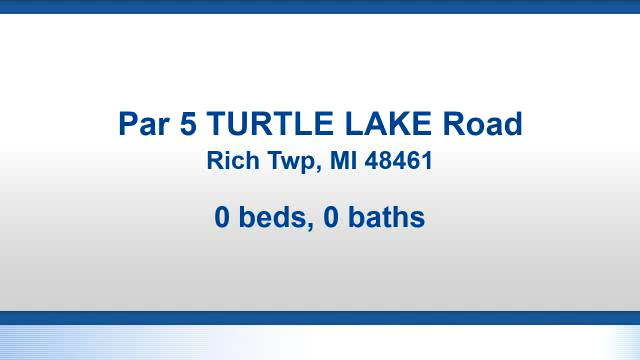 Par 5 TURTLE LAKE Road
Rich Twp, MI 48461
0 beds, 0 baths